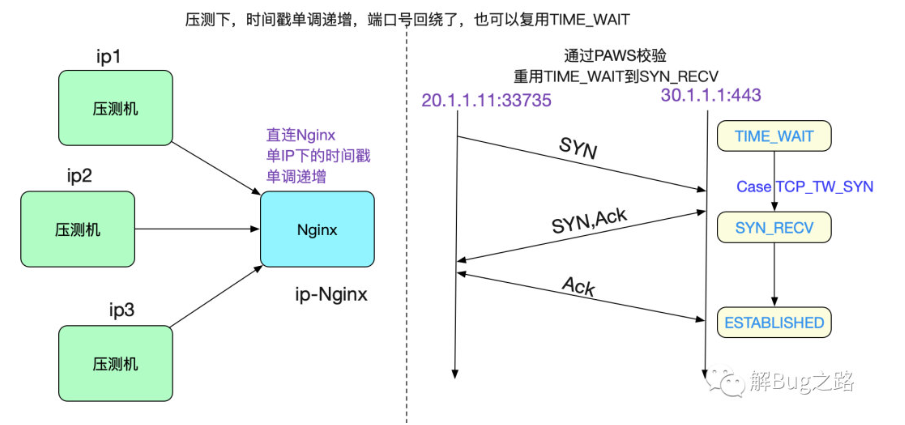 压测下，时间戳单调递增，端口号回绕了，也可以复用TIME_WAIT
ip1
压测机
ip2
压测机
ip3
压测机
直连Nginx
单IP下的时间戳
单调递增
Nginx
ip-Nginx
通过PAWS校验
重用TIME_WAIT到SYN_RECV
20.1.1.11:33735
30.1.1.1:443
SYN
SYN,Ack
Ack
TIME_WAIT
Case TCP_TW_SYN
SYN_RECV
ESTABLISHED
解Bug之路